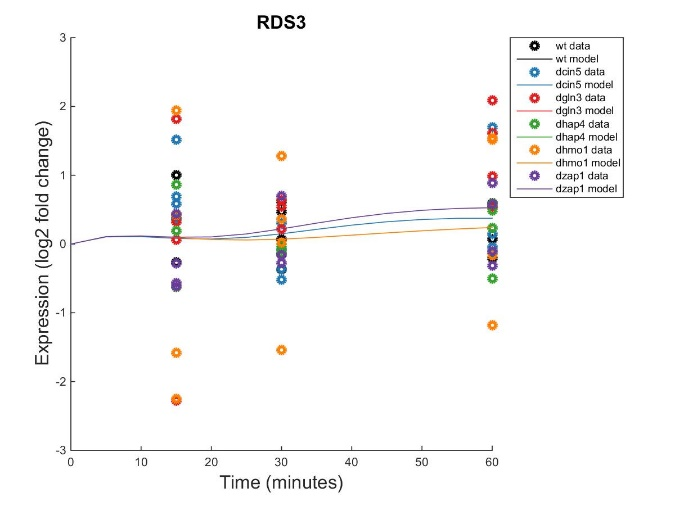 RDS3
3
2
1
0
-1
-2
-3
Expression (log2 fold change)
0 10 20 30 40 50 60
Time (minutes)
wt data
wt model
dcin5 data
dcin5 model
dgln3 data
dgln3 model
dhap4 data
dhap4 model
dhmo1 data
dhmo1 model
dzap1 data
dzap1 model